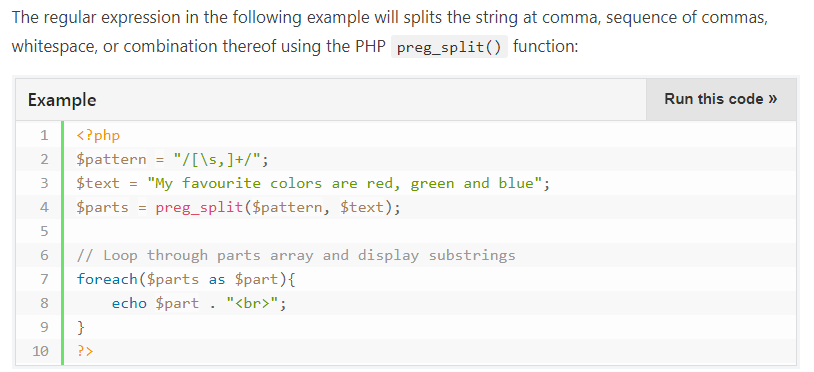 The regular expression in the following example will splits the string at comma, sequence of commas,
whitespace, or combination thereof using the PHP preg_split() function:
Example
Run this code »
1 <?php
2 $pattern = "/[\s,]+/";
3 $text = "My favourite colors are red, green and blue";
4 $parts = preg_split($pattern, $text);
5
6 // Loop through parts array and display substrings
7 foreach($parts as $part){
8     echo $part . "<br>";
9 }
10 ?>